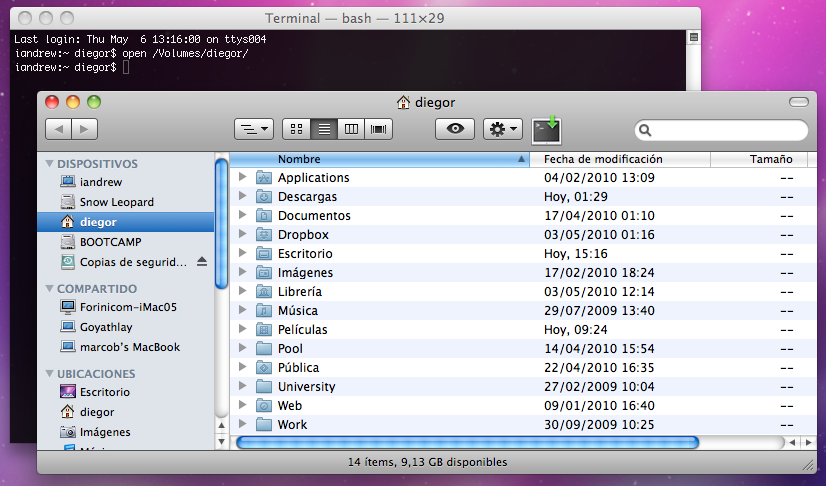 Terminal — bash — 111×29
Last login: Thu May  6 13:16:00 on ttys004
iandrew:~ diegor$ open /Volumes/diegor/
iandrew:~ diegor$
diegor
DISPOSITIVOS
iandrew
Snow Leopard
diegor
BOOTCAMP
Copias de segurid...
COMPARTIDO
Forinicom-iMac05
Goyathlay
marcob's MacBook
UBICACIONES
Escritorio
diegor
Imágenes
Nombre Fecha de modificación Tamaño
Applications 04/02/2010 13:09 --
Descargas Hoy, 01:29 --
Documentos 17/04/2010 01:10 --
Dropbox 03/05/2010 01:16 --
Escritorio Hoy, 15:16 --
Imágenes 17/02/2010 18:24 --
Librería 03/05/2010 12:14 --
Música 29/07/2009 13:40 --
Películas Hoy, 09:24 --
Pool 14/04/2010 15:54 --
Pública 22/04/2010 16:35 --
University 27/02/2009 10:04 --
Web 09/01/2010 16:40 --
Work 30/09/2009 10:25 --
14 ítems, 9,13 GB disponibles